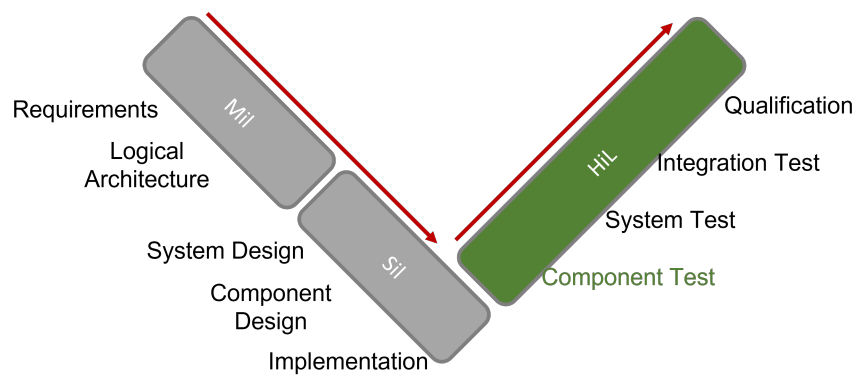 Mil
Requirements
Logical
Architecture
System Design
Sil
Component
Design
Implementation
HiL
Qualification
Integration Test
System Test
Component Test